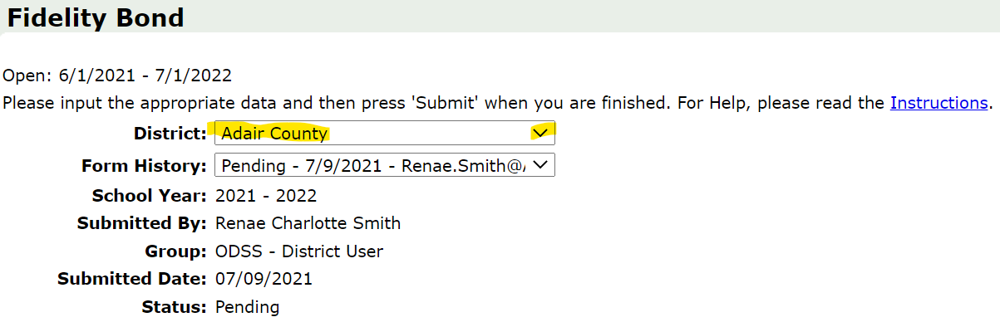 Fidelity Bond
Open: 6/1/2021 - 7/1/2022
Please input the appropriate data and then press 'Submit' when you are finished. For Help, please read the Instructions.
District: Adair County
Form History: Pending - 7/9/2021 - Renae.Smith@
School Year: 2021 - 2022
Submitted By: Renae Charlotte Smith
Group: ODSS - District User
Submitted Date: 07/09/2021
Status: Pending